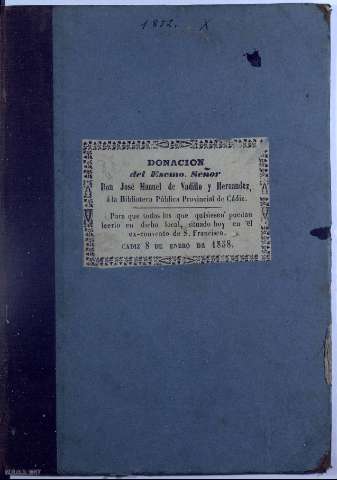 1832. X
DONACION
del Escmo. Señor
Don José Manuel de Vadillo y Hernandez,
á la Biblioteca Pública Provincial de Cádiz.
Para que todos los que quisieren puedan
leerlo en dicho local, situado hoy en el
ex-convento de S. Francisco.
CADIZ 8 DE ENERO DE 1858.